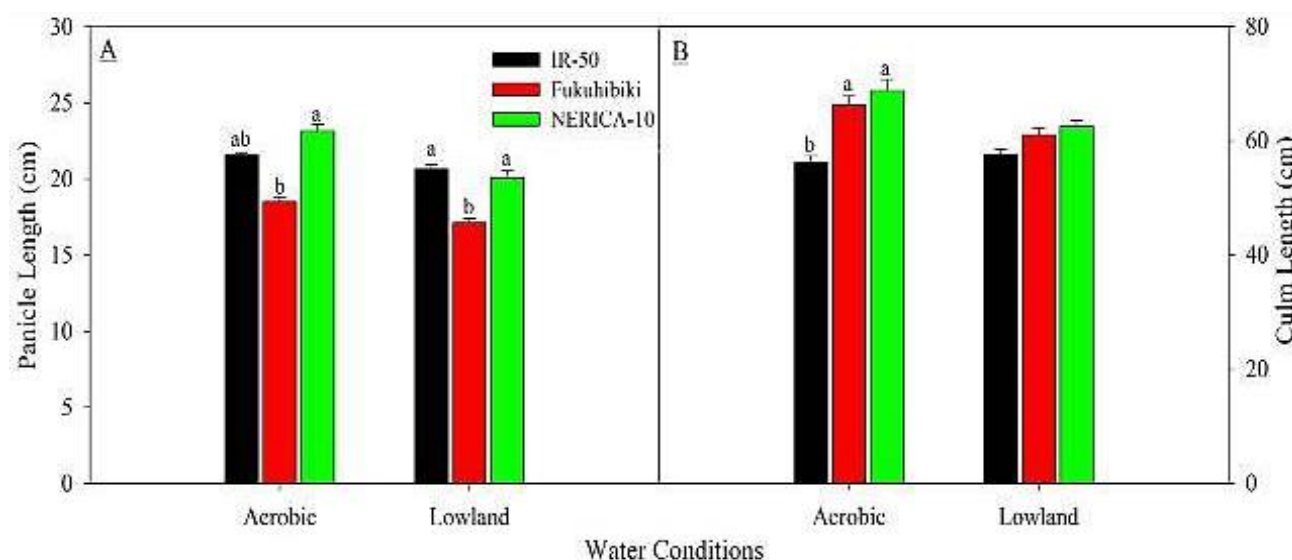 A
B
IR-50
Fukuhibiki
NERICA-10
30
25
20
15
10
5
0
Panicle Length (cm)
80
60
40
20
0
Culm Length (cm)
ab
b
a
a
b
a
b
a
a
Aerobic
Lowland
Aerobic
Lowland
Water Conditions